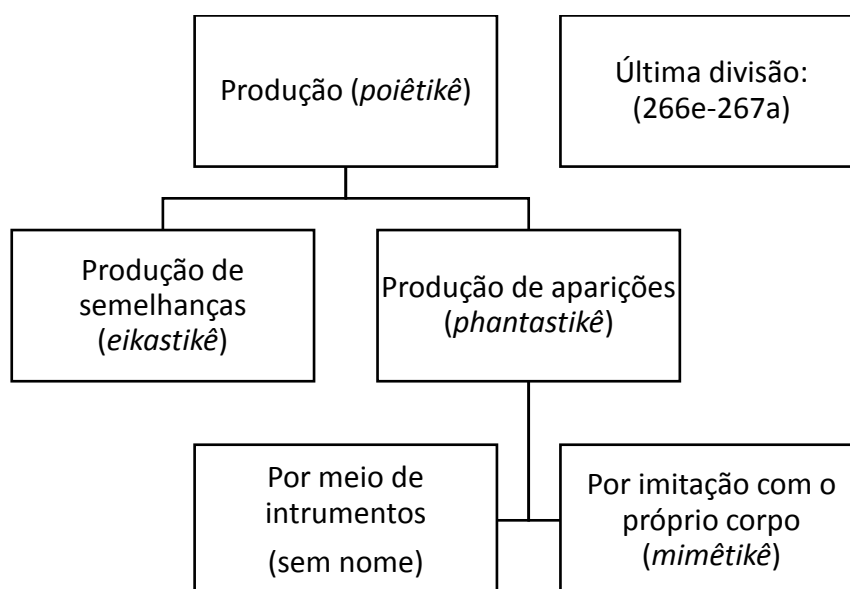 Produção (poiêtikê)
Última divisão:
(266e-267a)
Produção de
semelhanças
(eikastikê)
Produção de aparições
(phantastikê)
Por meio de
intrumentos
(sem nome)
Por imitação com o
próprio corpo
(mimêtikê)